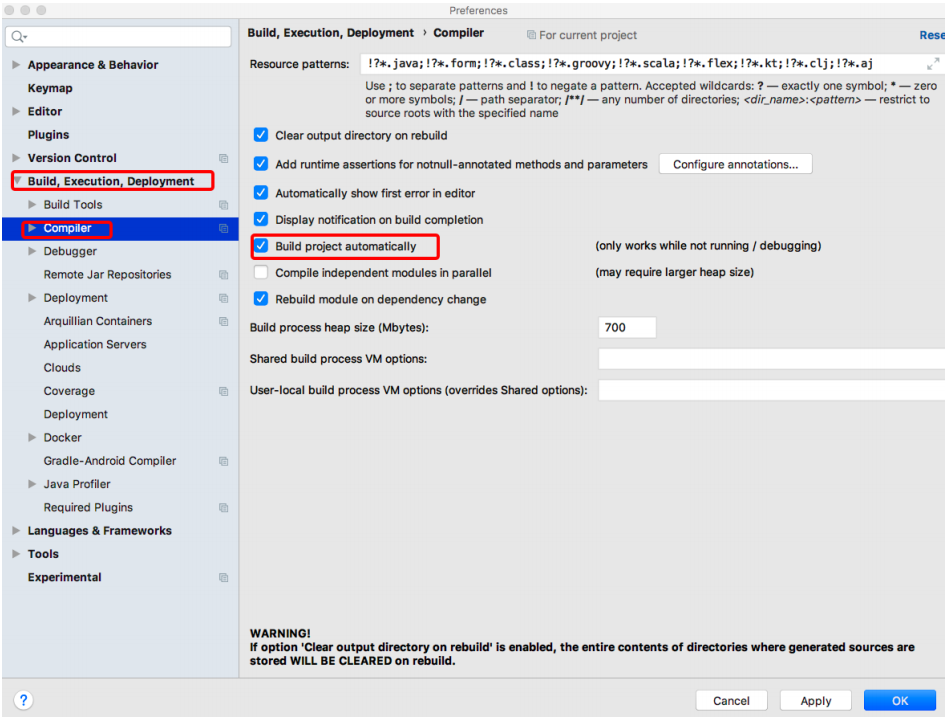 Preferences
Appearance & Behavior
Keymap
Editor
Plugins
Version Control
Build, Execution, Deployment
Build Tools
Compiler
Debugger
Remote Jar Repositories
Deployment
Arquillian Containers
Application Servers
Clouds
Coverage
Deployment
Docker
Gradle-Android Compiler
Java Profiler
Required Plugins
Languages & Frameworks
Tools
Experimental
?
Build, Execution, Deployment › Compiler For current project Rese
Resource patterns: !?*.java;!?*.form;!?*.class;!?*.groovy;!?*.scala;!?*.flex;!?*.kt;!?*.clj;!?*.aj
Use ; to separate patterns and ! to negate a pattern. Accepted wildcards: ? — exactly one symbol; * — zero
or more symbols; / — path separator; /**/ — any number of directories; <dir_name>:<pattern> — restrict to
source roots with the specified name
Clear output directory on rebuild
Add runtime assertions for notnull-annotated methods and parameters Configure annotations...
Automatically show first error in editor
Display notification on build completion
Build project automatically (only works while not running / debugging)
Compile independent modules in parallel (may require larger heap size)
Rebuild module on dependency change
Build process heap size (Mbytes): 700
Shared build process VM options:
User-local build process VM options (overrides Shared options):
WARNING!
If option 'Clear output directory on rebuild' is enabled, the entire contents of directories where generated sources are
stored WILL BE CLEARED on rebuild.
Cancel Apply OK